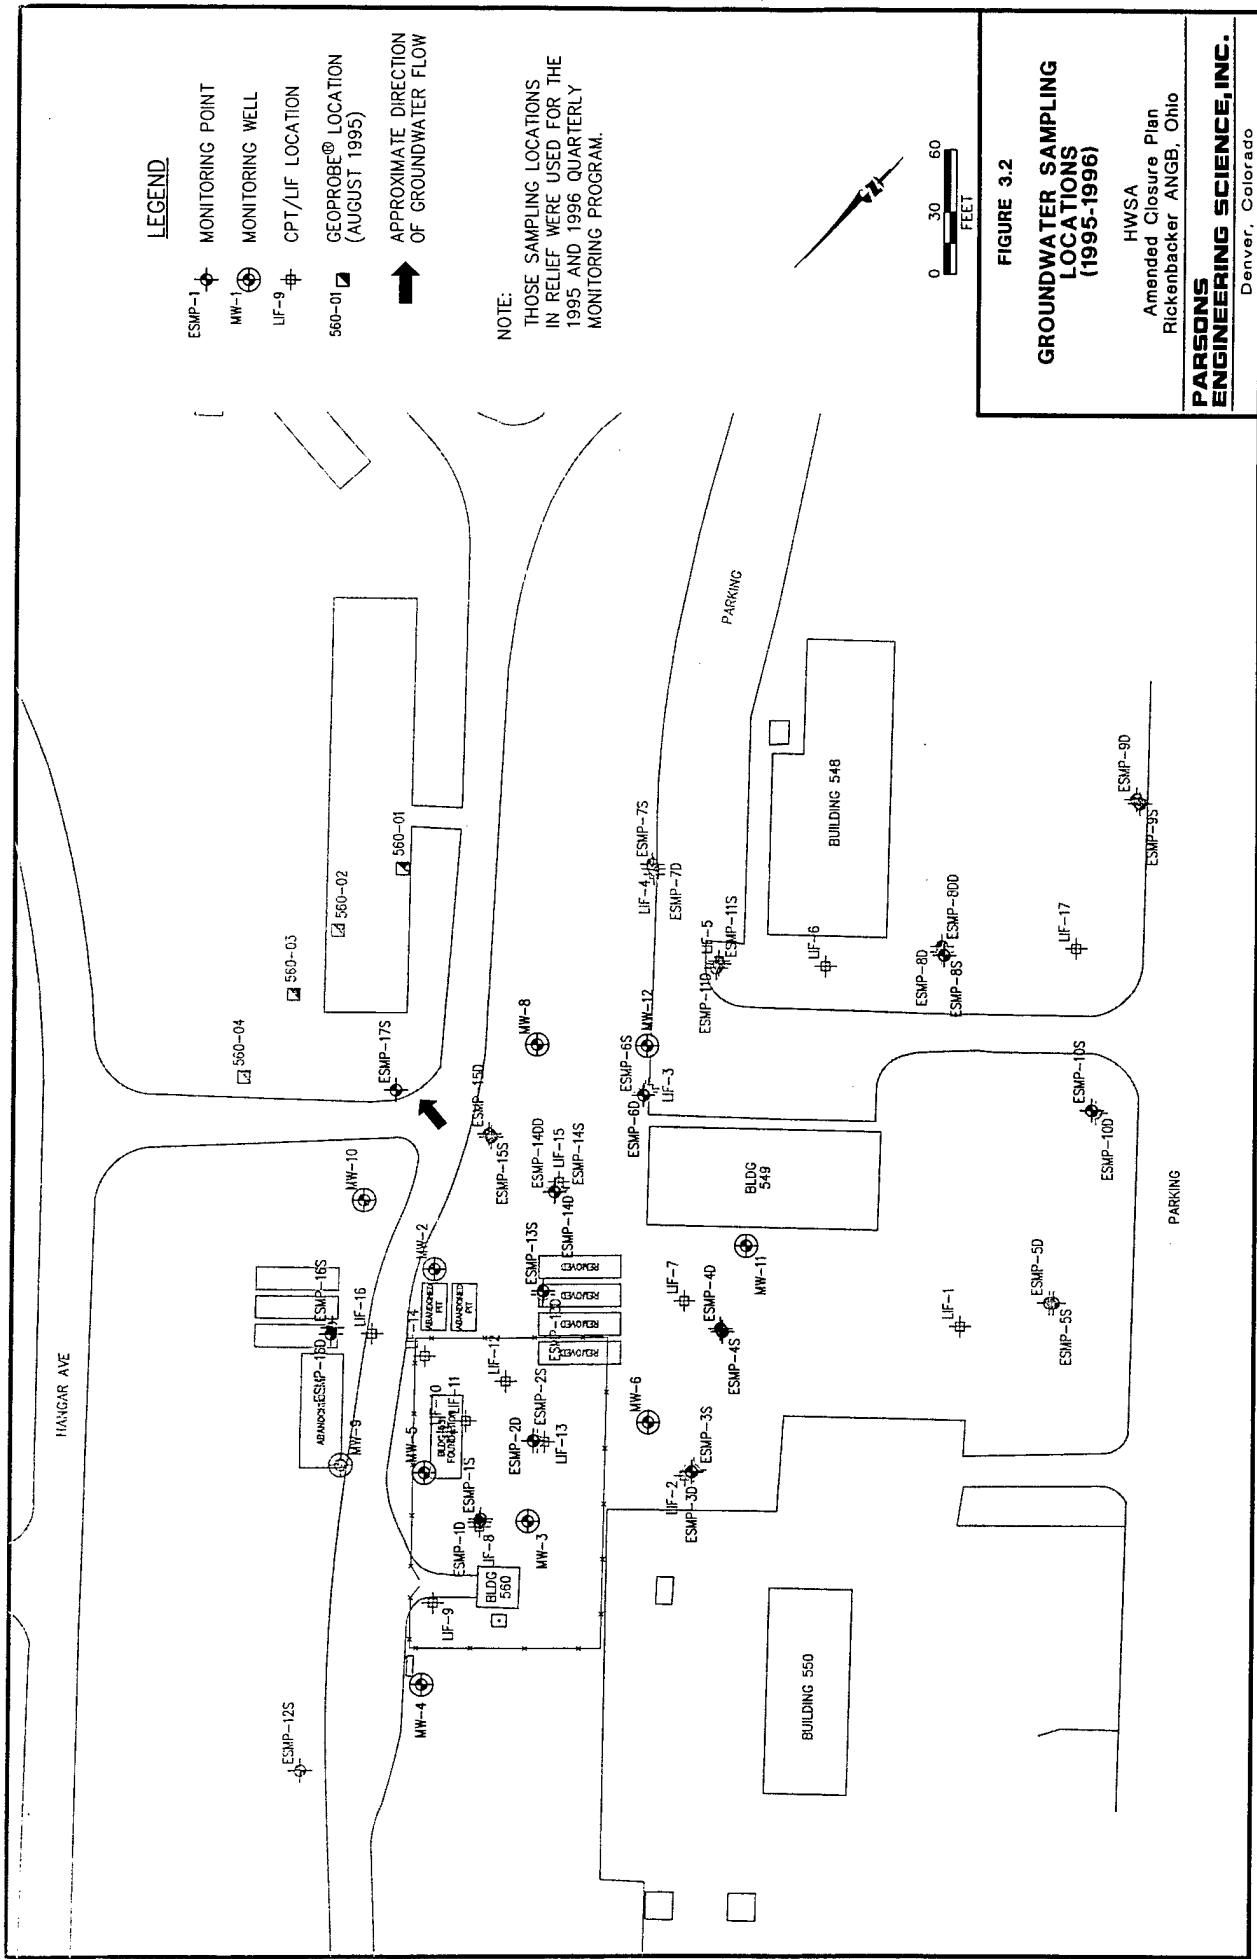 LEGEND
ESMP-1
MONITORING POINT
MW-1
MONITORING WELL
LIF-9
CPT/LIF LOCATION
560-01
GEOPROBE® LOCATION
(AUGUST 1995)
APPROXIMATE DIRECTION
OF GROUNDWATER FLOW
NOTE:
THOSE SAMPLING LOCATIONS
IN RELIEF WERE USED FOR THE
1995 AND 1996 QUARTERLY
MONITORING PROGRAM.
HANGAR AVE
560-04
560-03
560-02
560-01
ESMP-17S
ESMP-12S
MW-10
ESMP-16S
ESMP-16D
LIF-16
MW-9
MW-2
ABANDONED
PIT
ABANDONED
PIT
MW-5
LIF-10
LIF-11
FOUNDATION
LIF-12
ESMP-1S
ESMP-1D
LIF-8
BLDG
560
LIF-9
MW-4
MW-3
ESMP-2D
ESMP-2S
LIF-13
ESMP-15D
ESMP-15S
MW-8
ESMP-14DD
LIF-15
ESMP-14S
ESMP-14D
ESMP-13S
ESMP-13D
REMOVED
REMOVED
REMOVED
REMOVED
PARKING
LIF-4
ESMP-7S
ESMP-7D
MW-12
ESMP-6S
ESMP-6D
LIF-3
LIF-5
ESMP-11S
ESMP-11D
BLDG
549
LIF-7
MW-11
ESMP-4D
ESMP-4S
MW-6
LIF-2
ESMP-3S
ESMP-3D
BUILDING 548
LIF-6
ESMP-8DD
ESMP-8D
ESMP-8S
LIF-17
ESMP-9D
ESMP-9S
ESMP-10S
ESMP-10D
LIF-1
ESMP-5D
ESMP-5S
BUILDING 550
PARKING
N
0 30 60
FEET
FIGURE 3.2
GROUNDWATER SAMPLING
LOCATIONS
(1995-1996)
HWSA
Amended Closure Plan
Rickenbacker ANGB, Ohio
PARSONS
ENGINEERING SCIENCE, INC.
Denver, Colorado